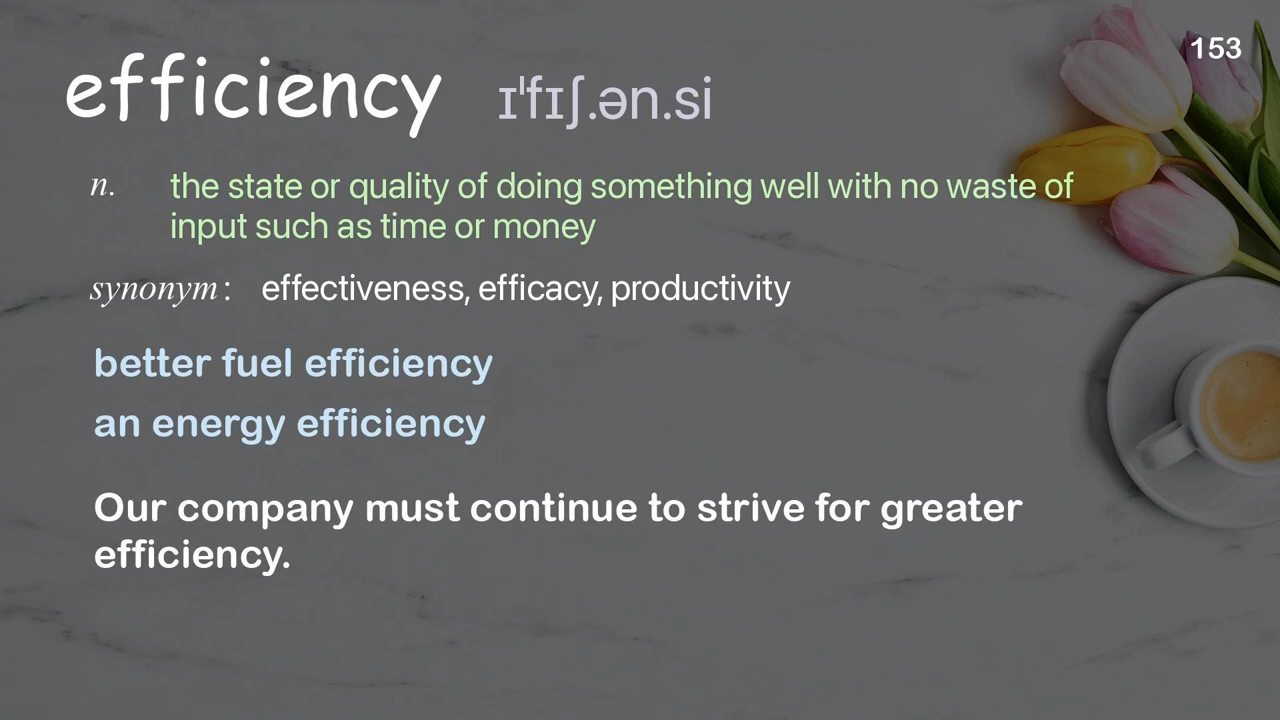 153
efficiency ɪˈfɪʃ.ən.si
n. the state or quality of doing something well with no waste of
input such as time or money
synonym: effectiveness, efficacy, productivity
better fuel efficiency
an energy efficiency
Our company must continue to strive for greater
efficiency.